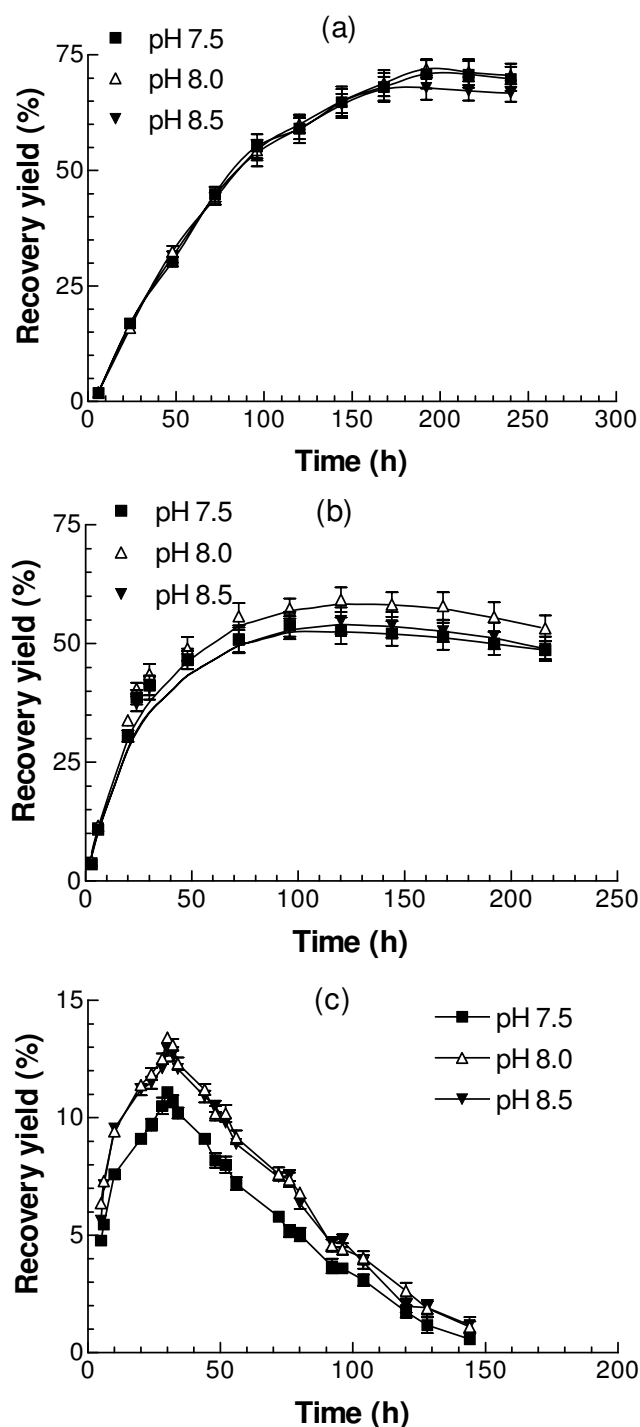 (a)
75
50
25
0
Recovery yield (%)
pH 7.5
pH 8.0
pH 8.5
0 50 100 150 200 250 300
Time (h)
(b)
75
50
25
0
Recovery yield (%)
pH 7.5
pH 8.0
pH 8.5
0 50 100 150 200 250
Time (h)
(c)
15
10
5
0
Recovery yield (%)
pH 7.5
pH 8.0
pH 8.5
0 50 100 150 200
Time (h)